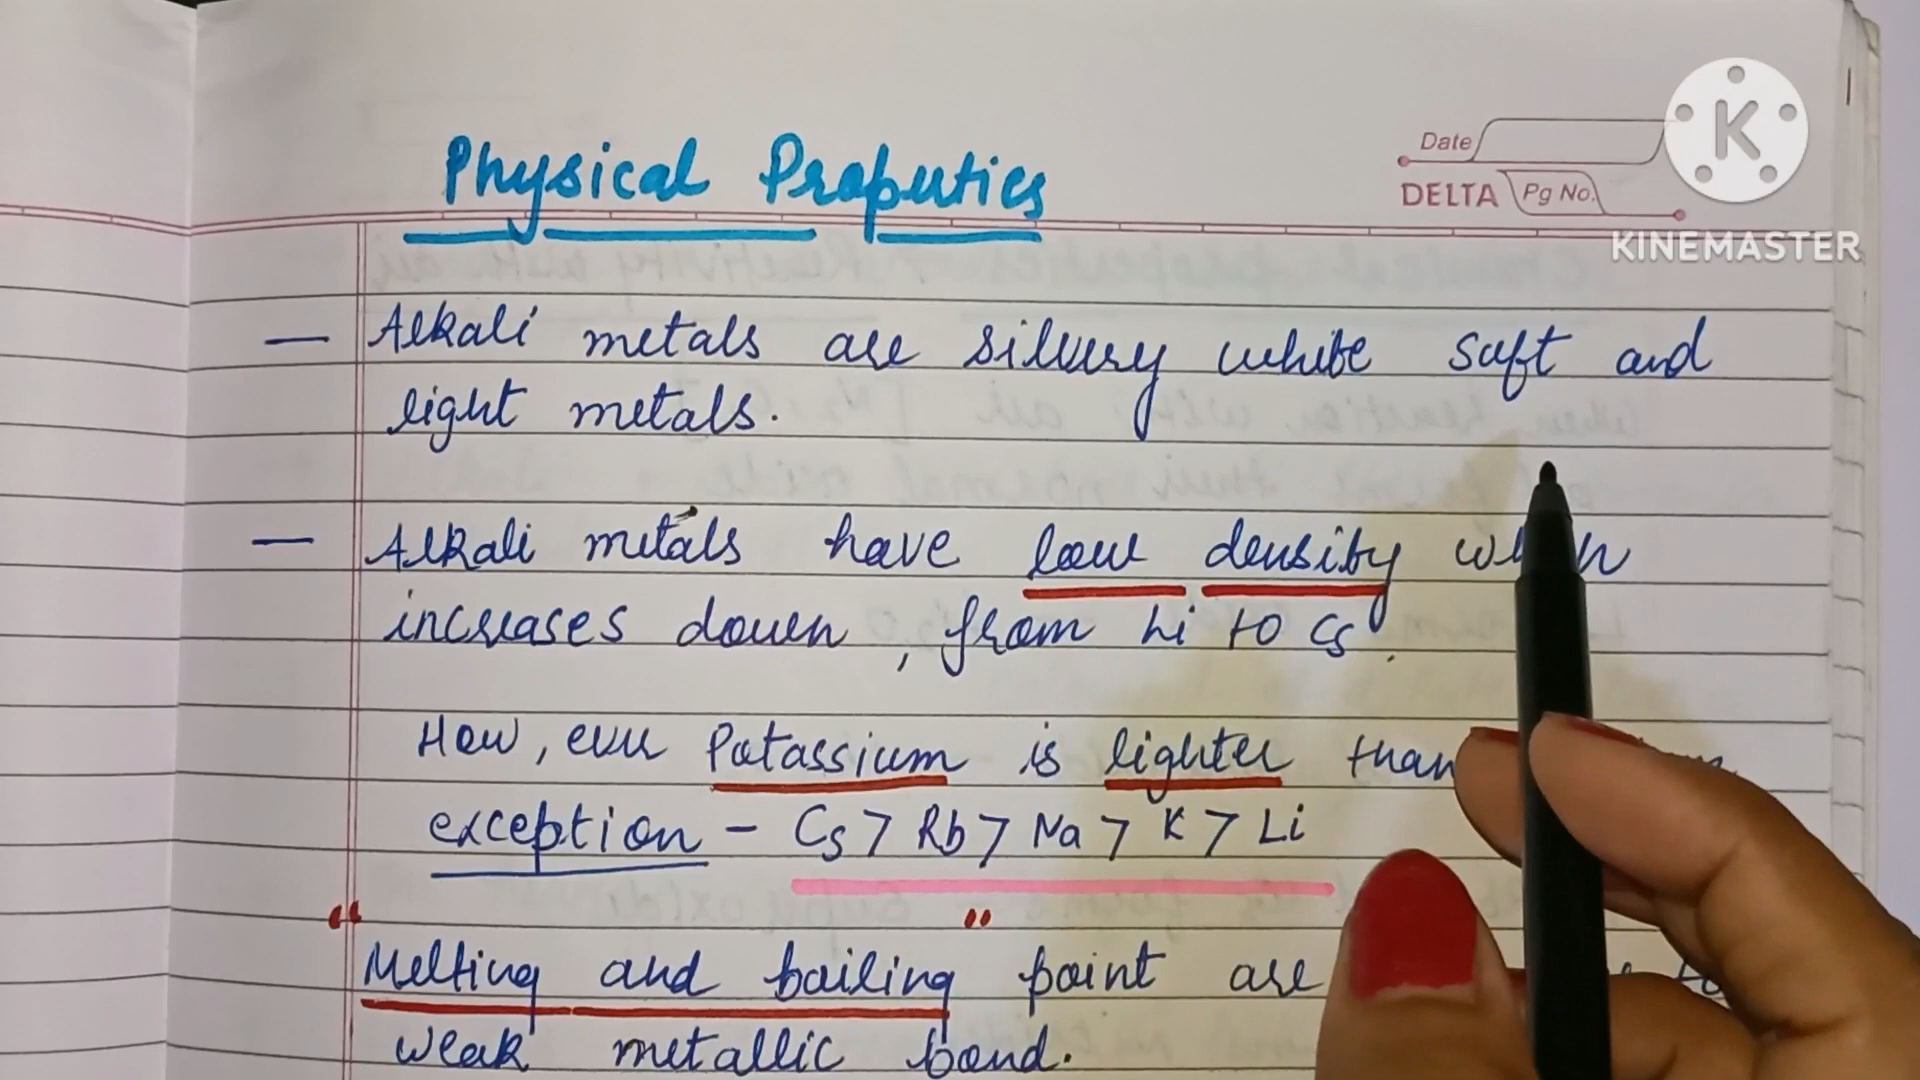 Physical Properties
Date
DELTA Pg No.
K
KINEMASTER
— Alkali metals are silvery white soft and
light metals.
— Alkali metals have low density
increases down, from Li to Cs.
How, ever Potassium is lighter than
exception - Cs > Rb > Na > K > Li
"Melting and boiling" point are
weak metallic bond.